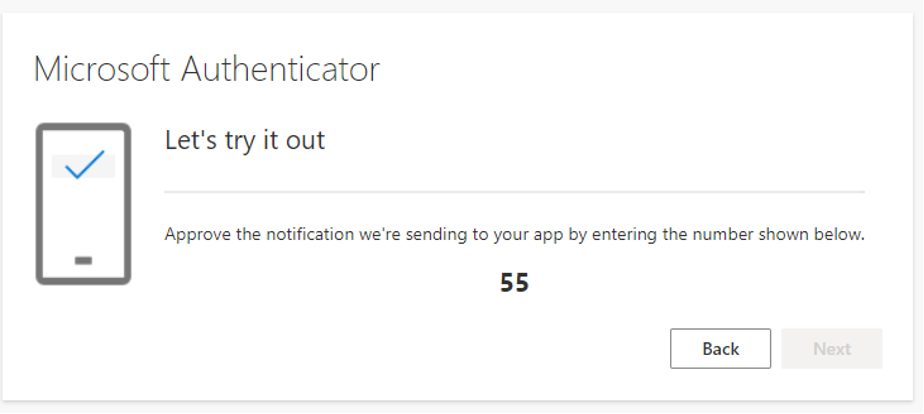 Microsoft Authenticator
Let's try it out
Approve the notification we're sending to your app by entering the number shown below.
55
Back
Next